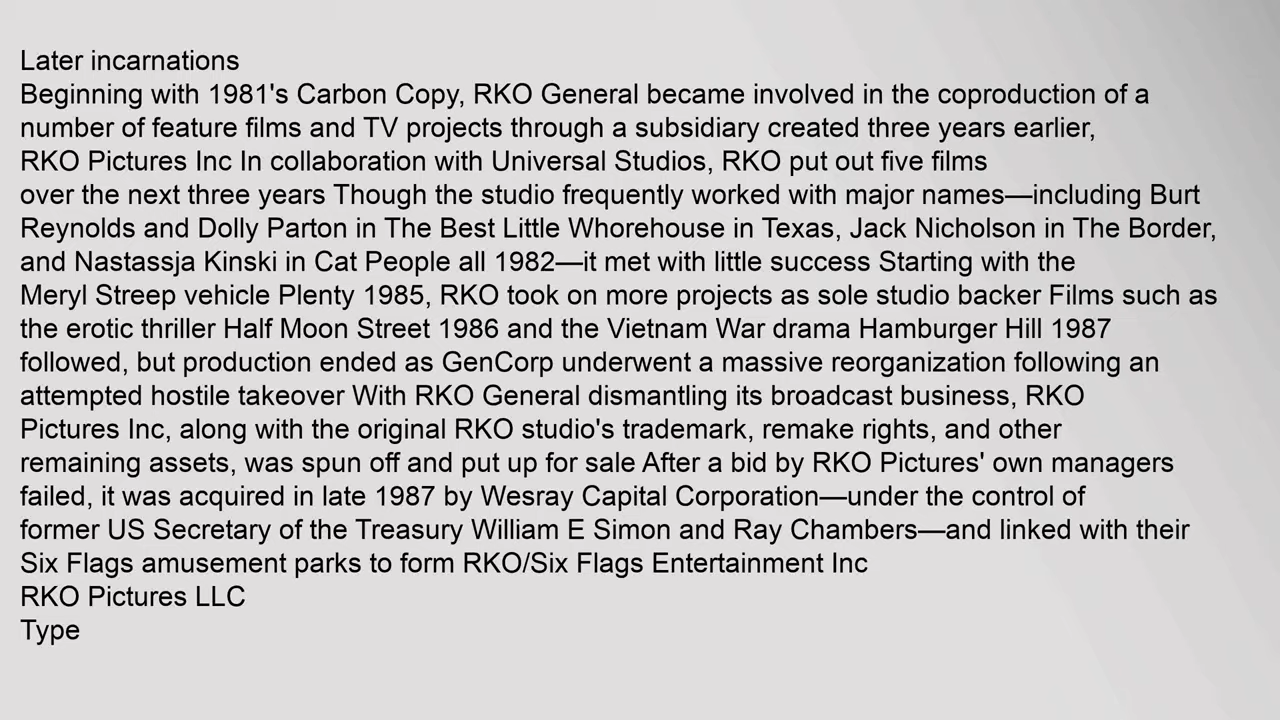 Later incarnations
Beginning with 1981's Carbon Copy, RKO General became involved in the coproduction of a
number of feature films and TV projects through a subsidiary created three years earlier,
RKO Pictures Inc In collaboration with Universal Studios, RKO put out five films
over the next three years Though the studio frequently worked with major names—including Burt
Reynolds and Dolly Parton in The Best Little Whorehouse in Texas, Jack Nicholson in The Border,
and Nastassja Kinski in Cat People all 1982—it met with little success Starting with the
Meryl Streep vehicle Plenty 1985, RKO took on more projects as sole studio backer Films such as
the erotic thriller Half Moon Street 1986 and the Vietnam War drama Hamburger Hill 1987
followed, but production ended as GenCorp underwent a massive reorganization following an
attempted hostile takeover With RKO General dismantling its broadcast business, RKO
Pictures Inc, along with the original RKO studio's trademark, remake rights, and other
remaining assets, was spun off and put up for sale After a bid by RKO Pictures' own managers
failed, it was acquired in late 1987 by Wesray Capital Corporation—under the control of
former US Secretary of the Treasury William E Simon and Ray Chambers—and linked with their
Six Flags amusement parks to form RKO/Six Flags Entertainment Inc
RKO Pictures LLC
Type